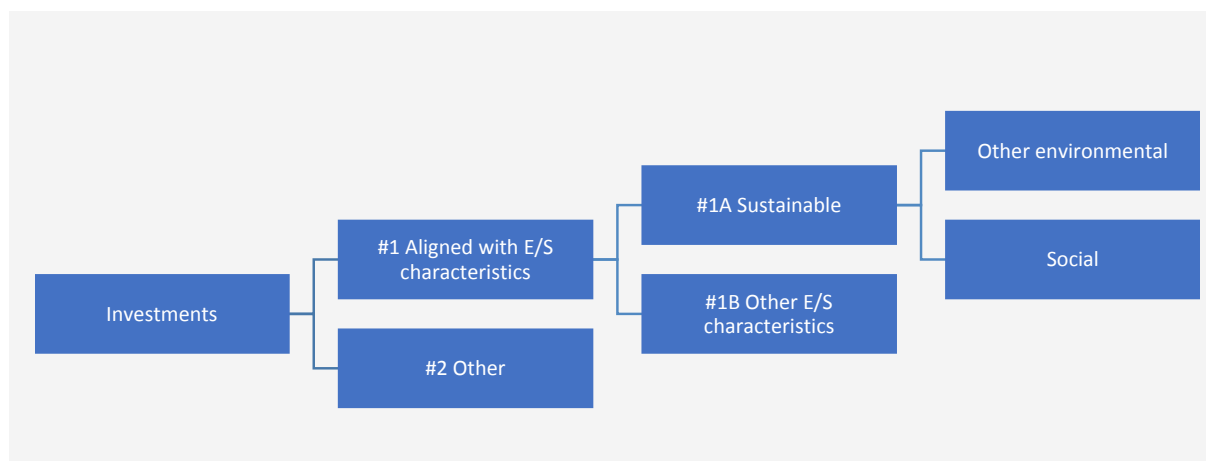 Investments
#1 Aligned with E/S
characteristics
#2 Other
#1A Sustainable
#1B Other E/S
characteristics
Other environmental
Social